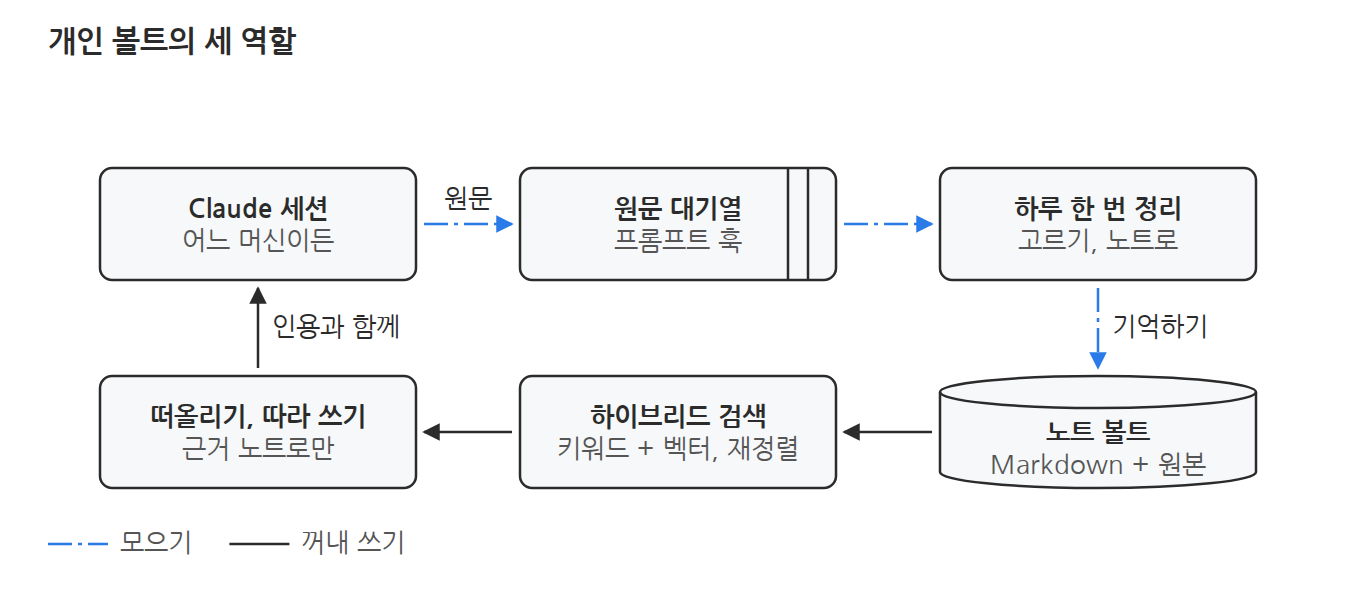 개인 볼트의 세 역할
Claude 세션
어느 머신이든
원문
원문 대기열
프롬프트 훅
하루 한 번 정리
고르기, 노트로
인용과 함께
기억하기
떠올리기, 따라 쓰기
근거 노트로만
하이브리드 검색
키워드 + 벡터, 재정렬
노트 볼트
Markdown + 원본
모으기
꺼내 쓰기